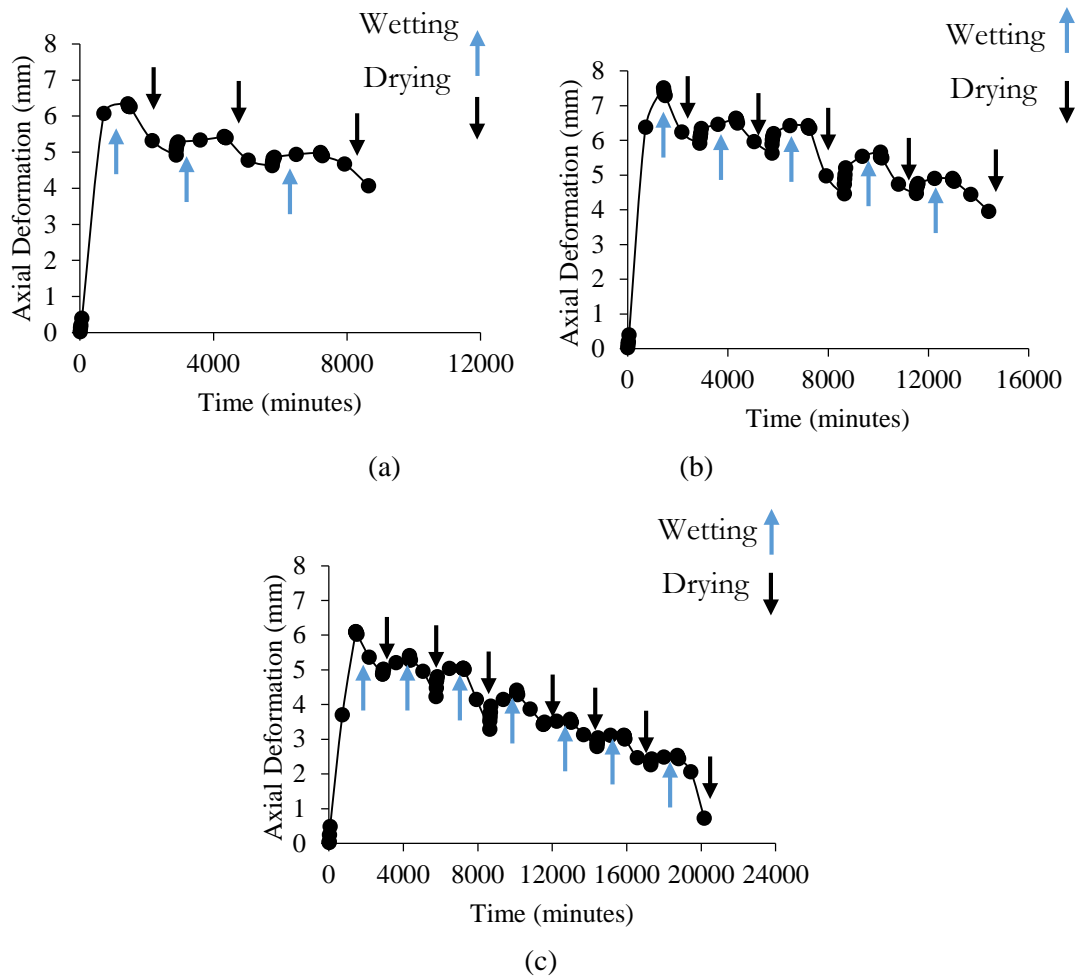 Wetting
Drying
8
7
6
5
4
3
2
1
0
Axial Deformation (mm)
0 4000 8000 12000
Time (minutes)
(a)
Wetting
Drying
8
7
6
5
4
3
2
1
0
Axial Deformation (mm)
0 4000 8000 12000 16000
Time (minutes)
(b)
Wetting
Drying
8
7
6
5
4
3
2
1
0
Axial Deformation (mm)
0 4000 8000 12000 16000 20000 24000
Time (minutes)
(c)